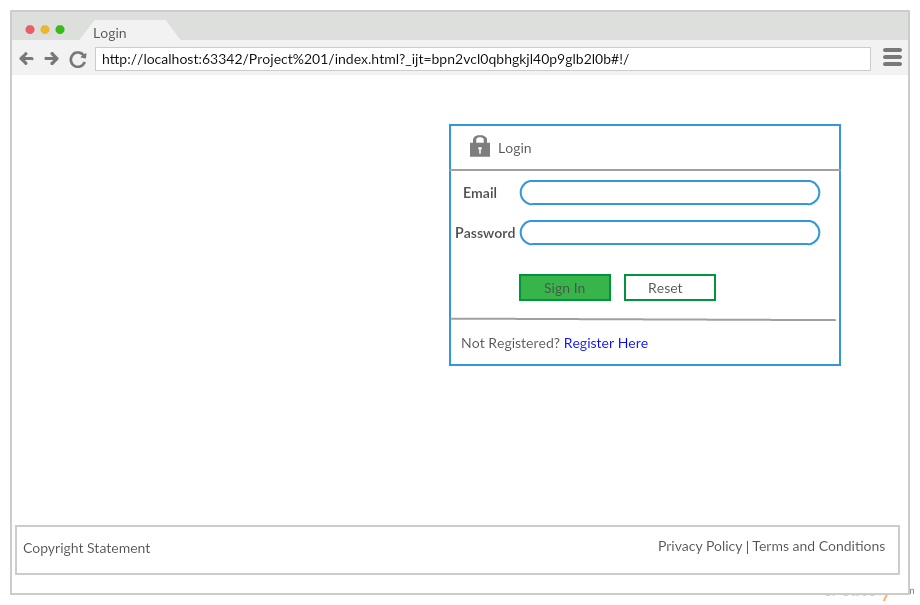 Login
http://localhost:63342/Project%201/index.html?_ijt=bpn2vcl0qbhgkjl40p9glb2l0b#!/
Login
Email
Password
Sign In Reset
Not Registered? Register Here
Copyright Statement Privacy Policy | Terms and Conditions